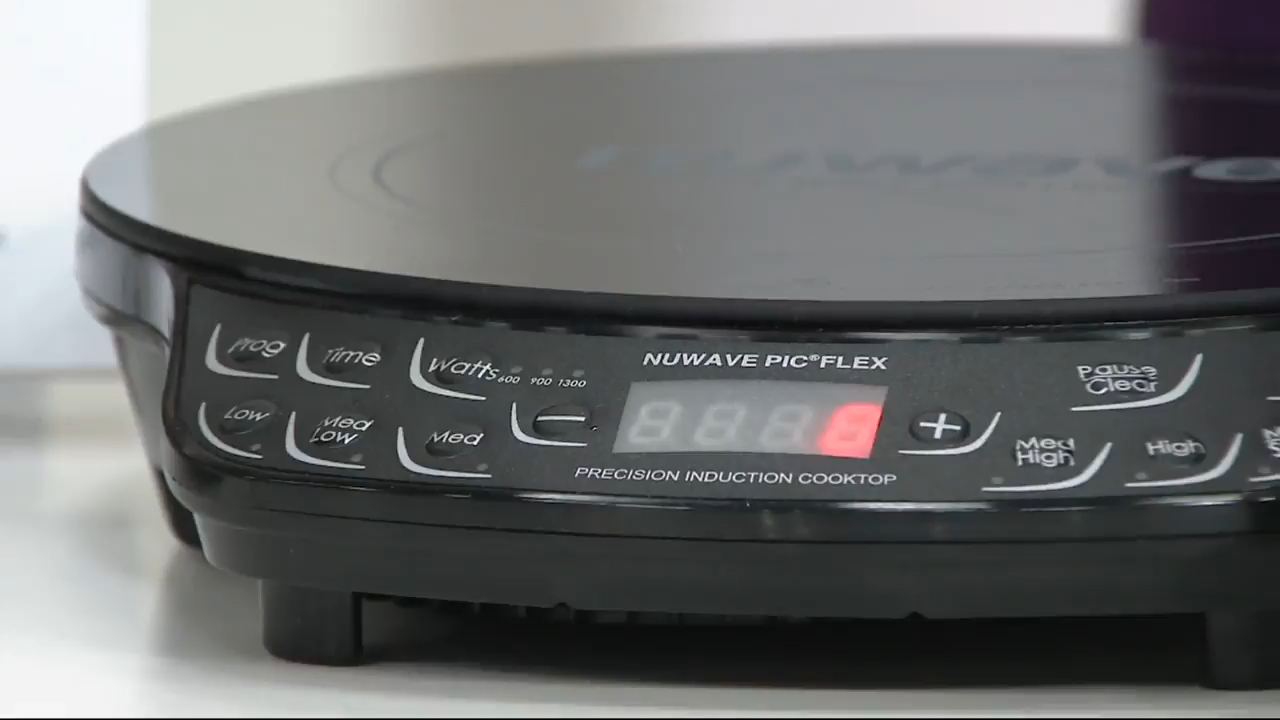 NUWAVE PIC®FLEX
Prog
Time
Watts
600 900 1300
Pause
Clear
Low
Med
Low
Med
−
+
Med
High
High
PRECISION INDUCTION COOKTOP